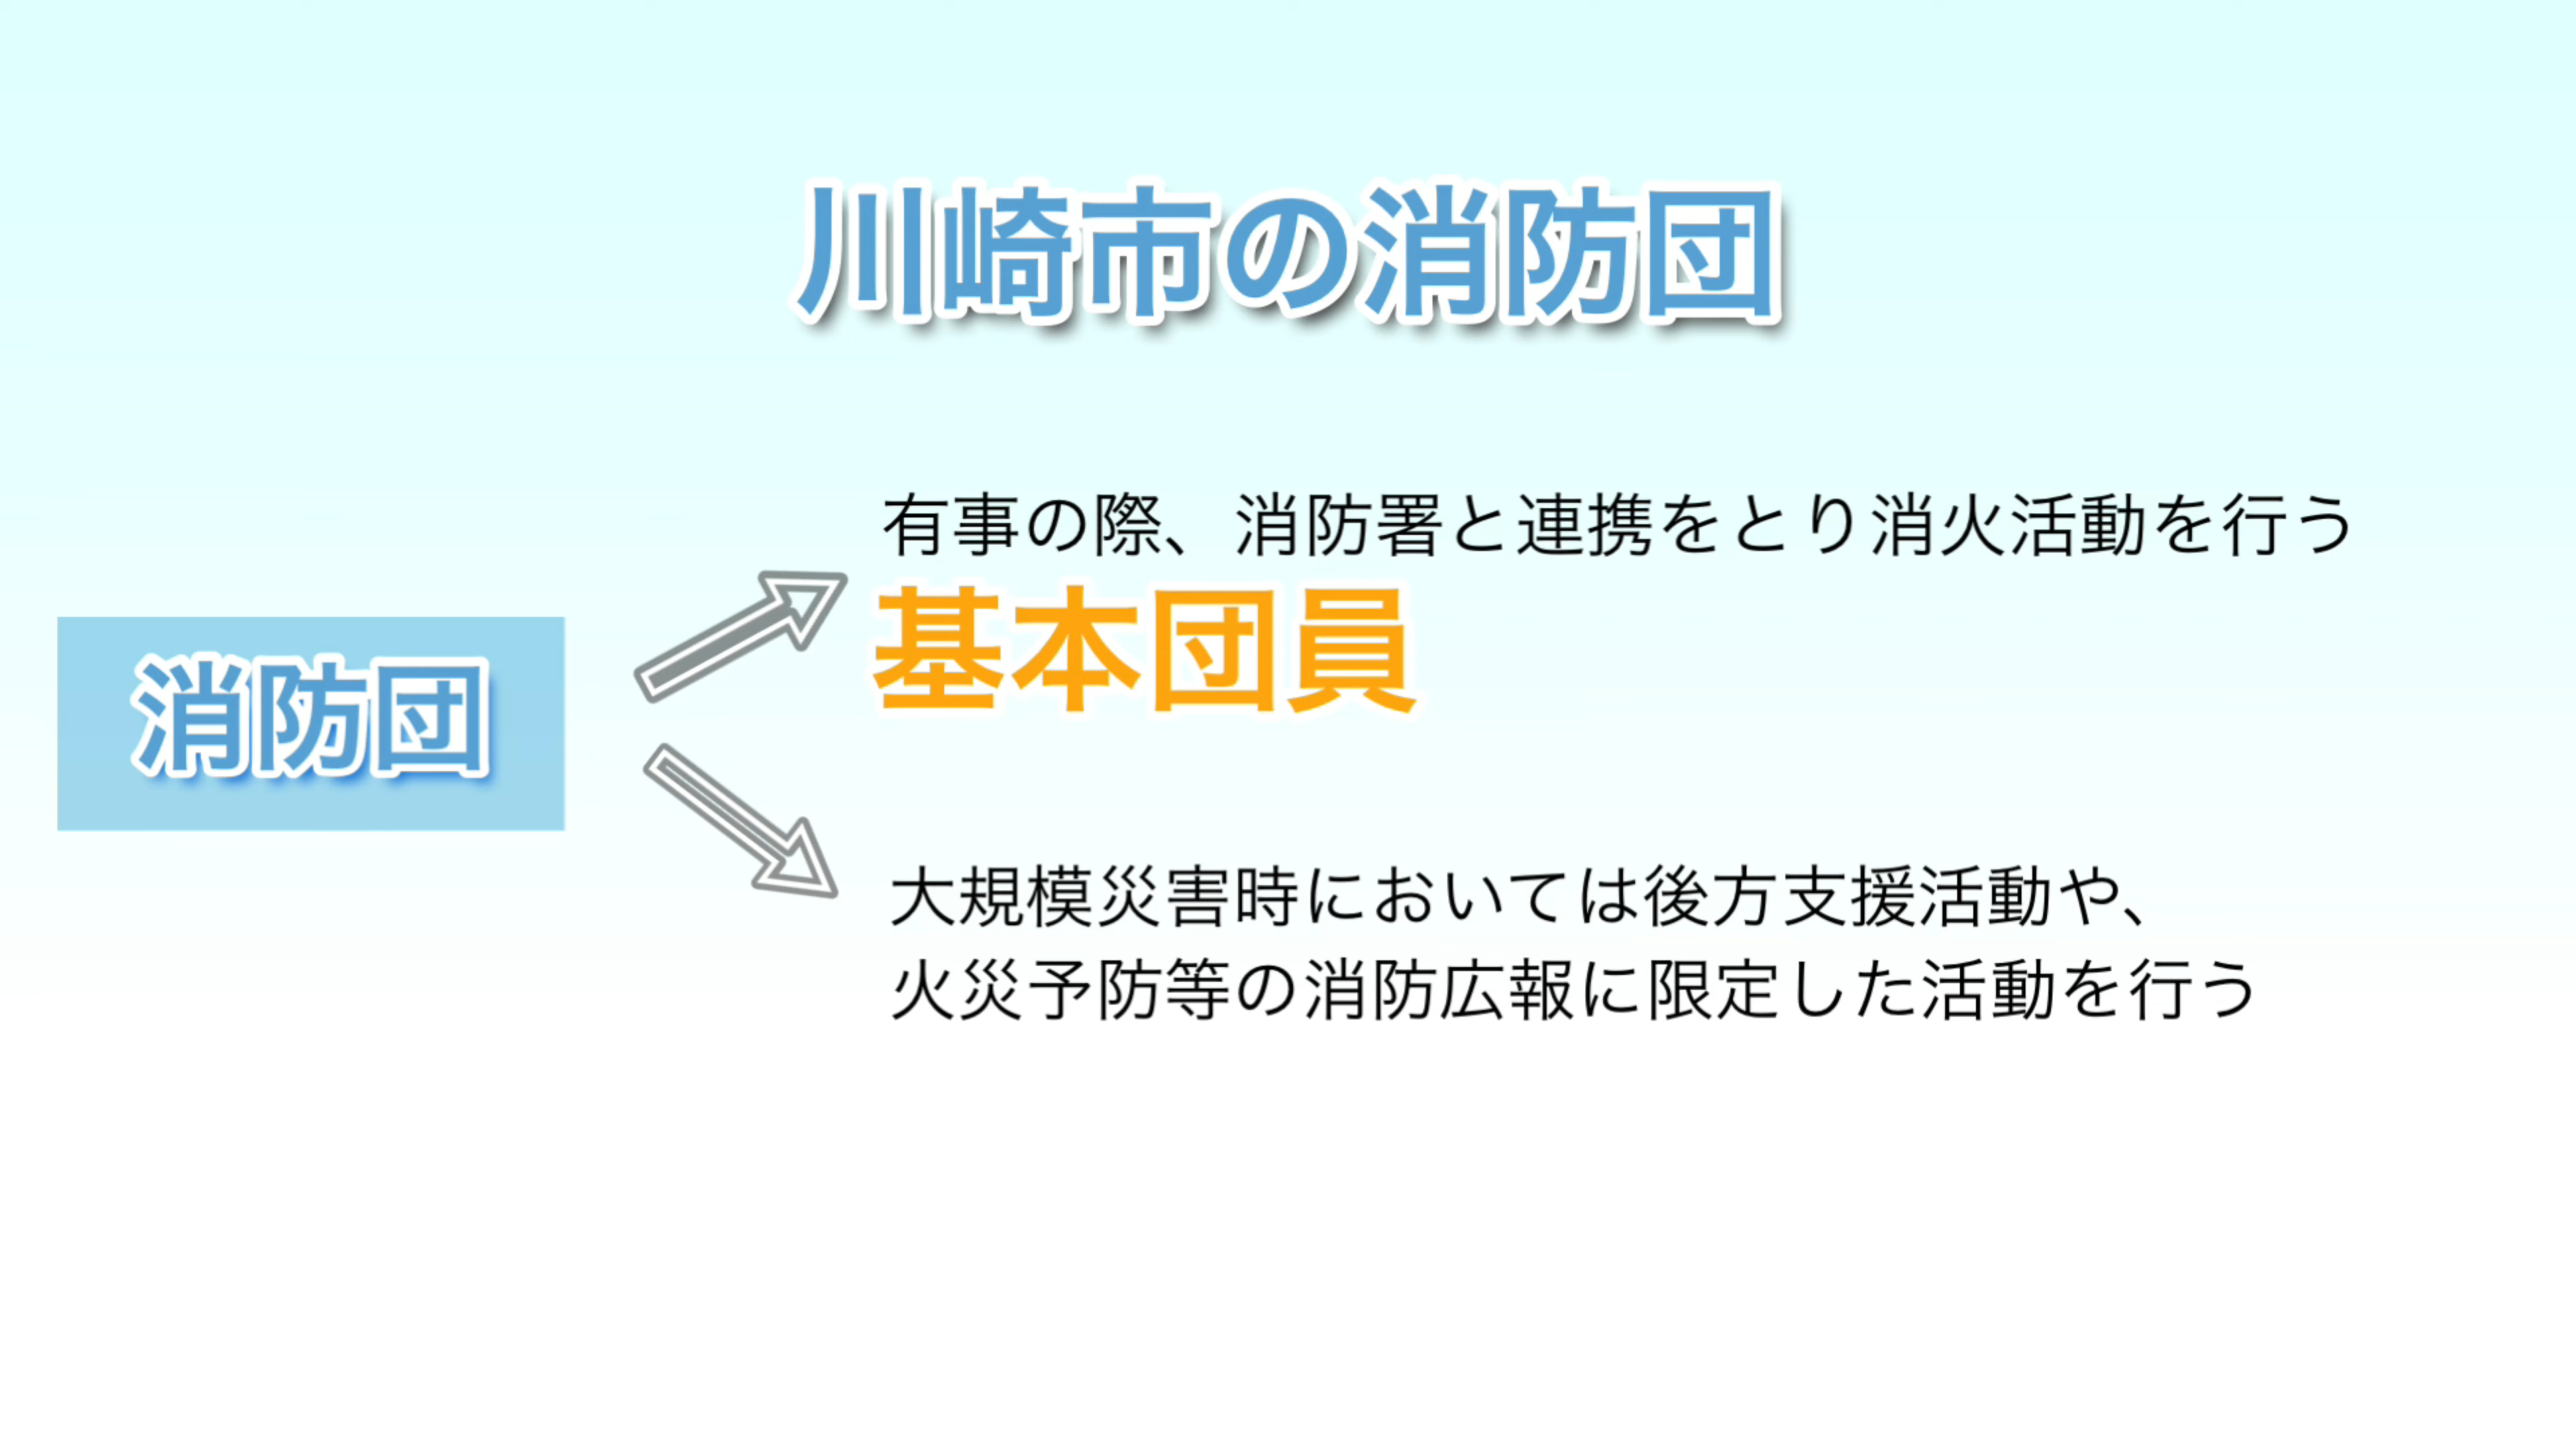 川崎市の消防団
有事の際、消防署と連携をとり消火活動を行う
基本団員
消防団
大規模災害時においては後方支援活動や、
火災予防等の消防広報に限定した活動を行う